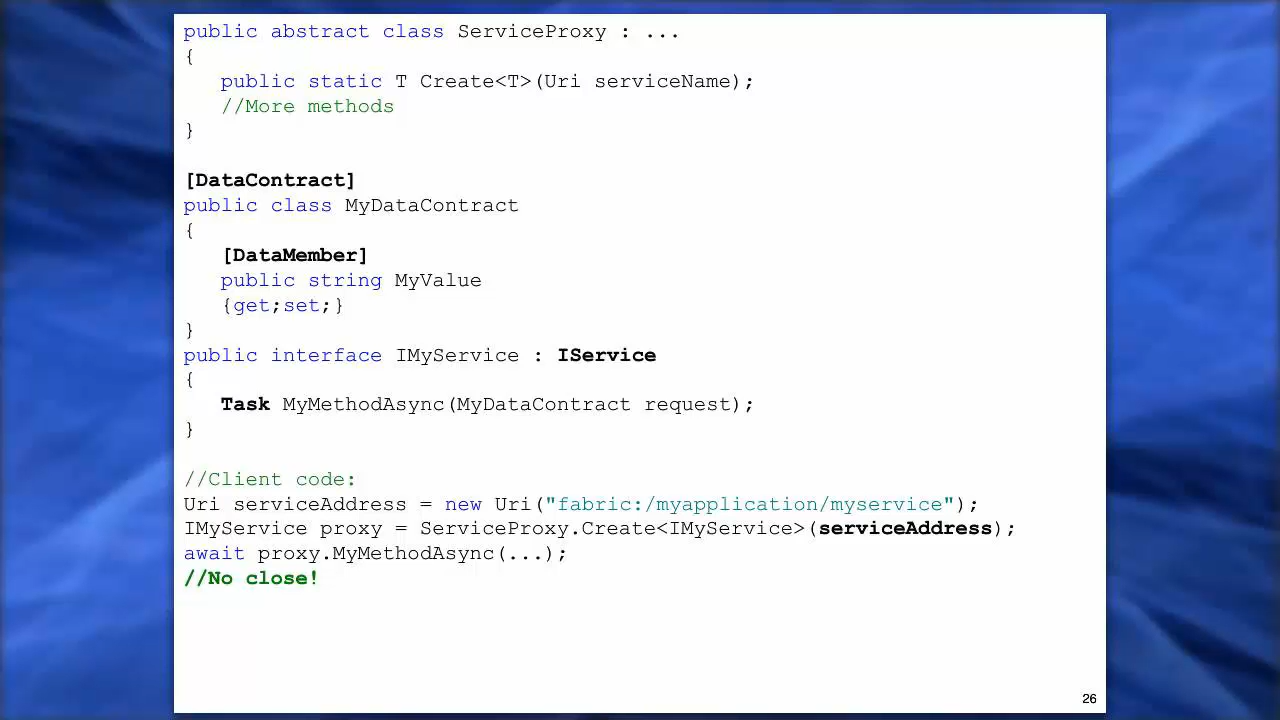 public abstract class ServiceProxy : ...
{
   public static T Create<T>(Uri serviceName);
   //More methods
}

[DataContract]
public class MyDataContract
{
   [DataMember]
   public string MyValue
   {get;set;}
}
public interface IMyService : IService
{
   Task MyMethodAsync(MyDataContract request);
}

//Client code:
Uri serviceAddress = new Uri("fabric:/myapplication/myservice");
IMyService proxy = ServiceProxy.Create<IMyService>(serviceAddress);
await proxy.MyMethodAsync(...);
//No close!
26